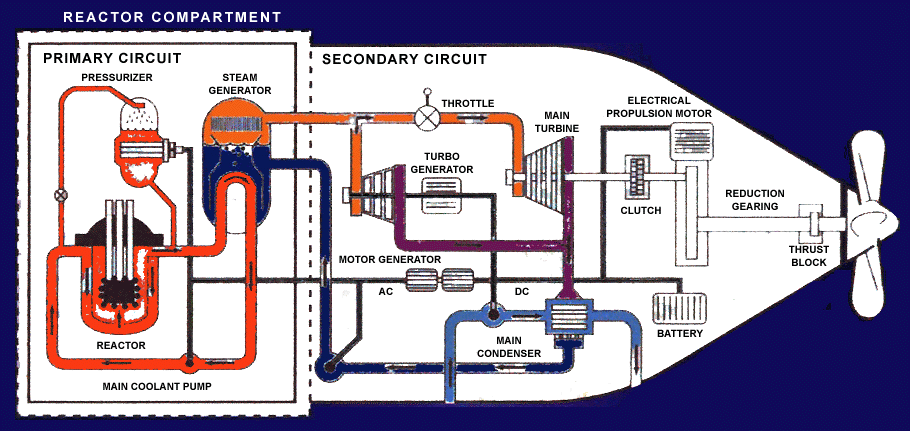 REACTOR COMPARTMENT
PRIMARY CIRCUIT
SECONDARY CIRCUIT
PRESSURIZER
STEAM
GENERATOR
THROTTLE
MAIN
TURBINE
ELECTRICAL
PROPULSION MOTOR
TURBO
GENERATOR
CLUTCH
REDUCTION
GEARING
THRUST
BLOCK
MOTOR GENERATOR
AC
DC
BATTERY
MAIN
CONDENSER
REACTOR
MAIN COOLANT PUMP